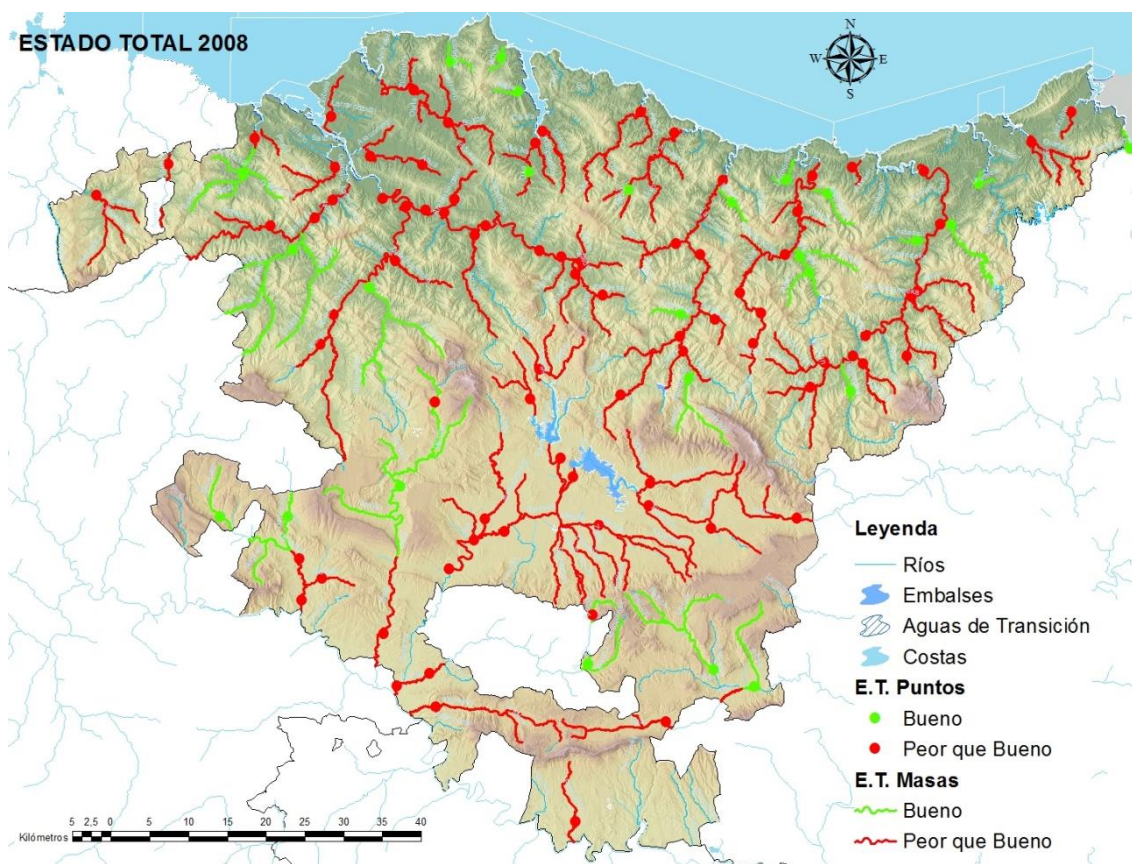 ESTADO TOTAL 2008
N
W E
S
Leyenda
Ríos
Embalses
Aguas de Transición
Costas
E.T. Puntos
Bueno
Peor que Bueno
E.T. Masas
Bueno
Peor que Bueno
5 2,5 0 5 10 15 20 25 30 35 40
Kilómetros